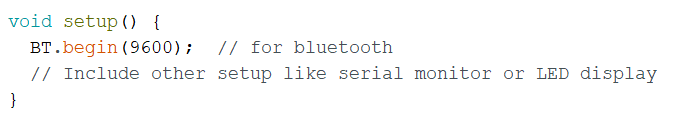 void setup() {
  BT.begin(9600);  // for bluetooth
  // Include other setup like serial monitor or LED display
}